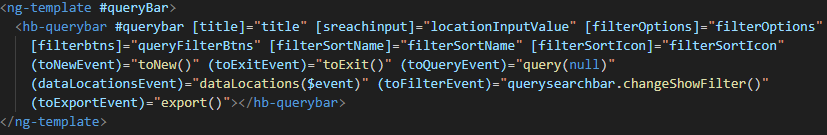 <ng-template #queryBar>
<hb-querybar #querybar [title]="title" [sreachinput]="locationInputValue" [filterOptions]="filterOptions"
[filterbtns]="queryFilterBtns" [filterSortName]="filterSortName" [filterSortIcon]="filterSortIcon"
(toNewEvent)="toNew()" (toExitEvent)="toExit()" (toQueryEvent)="query(null)"
(dataLocationsEvent)="dataLocations($event)" (toFilterEvent)="querysearchbar.changeShowFilter()"
(toExportEvent)="export()"></hb-querybar>
</ng-template>